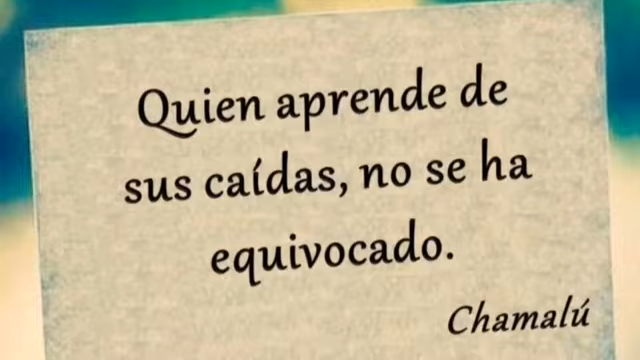 Quien aprende de
sus caídas, no se ha
equivocado.
Chamalú